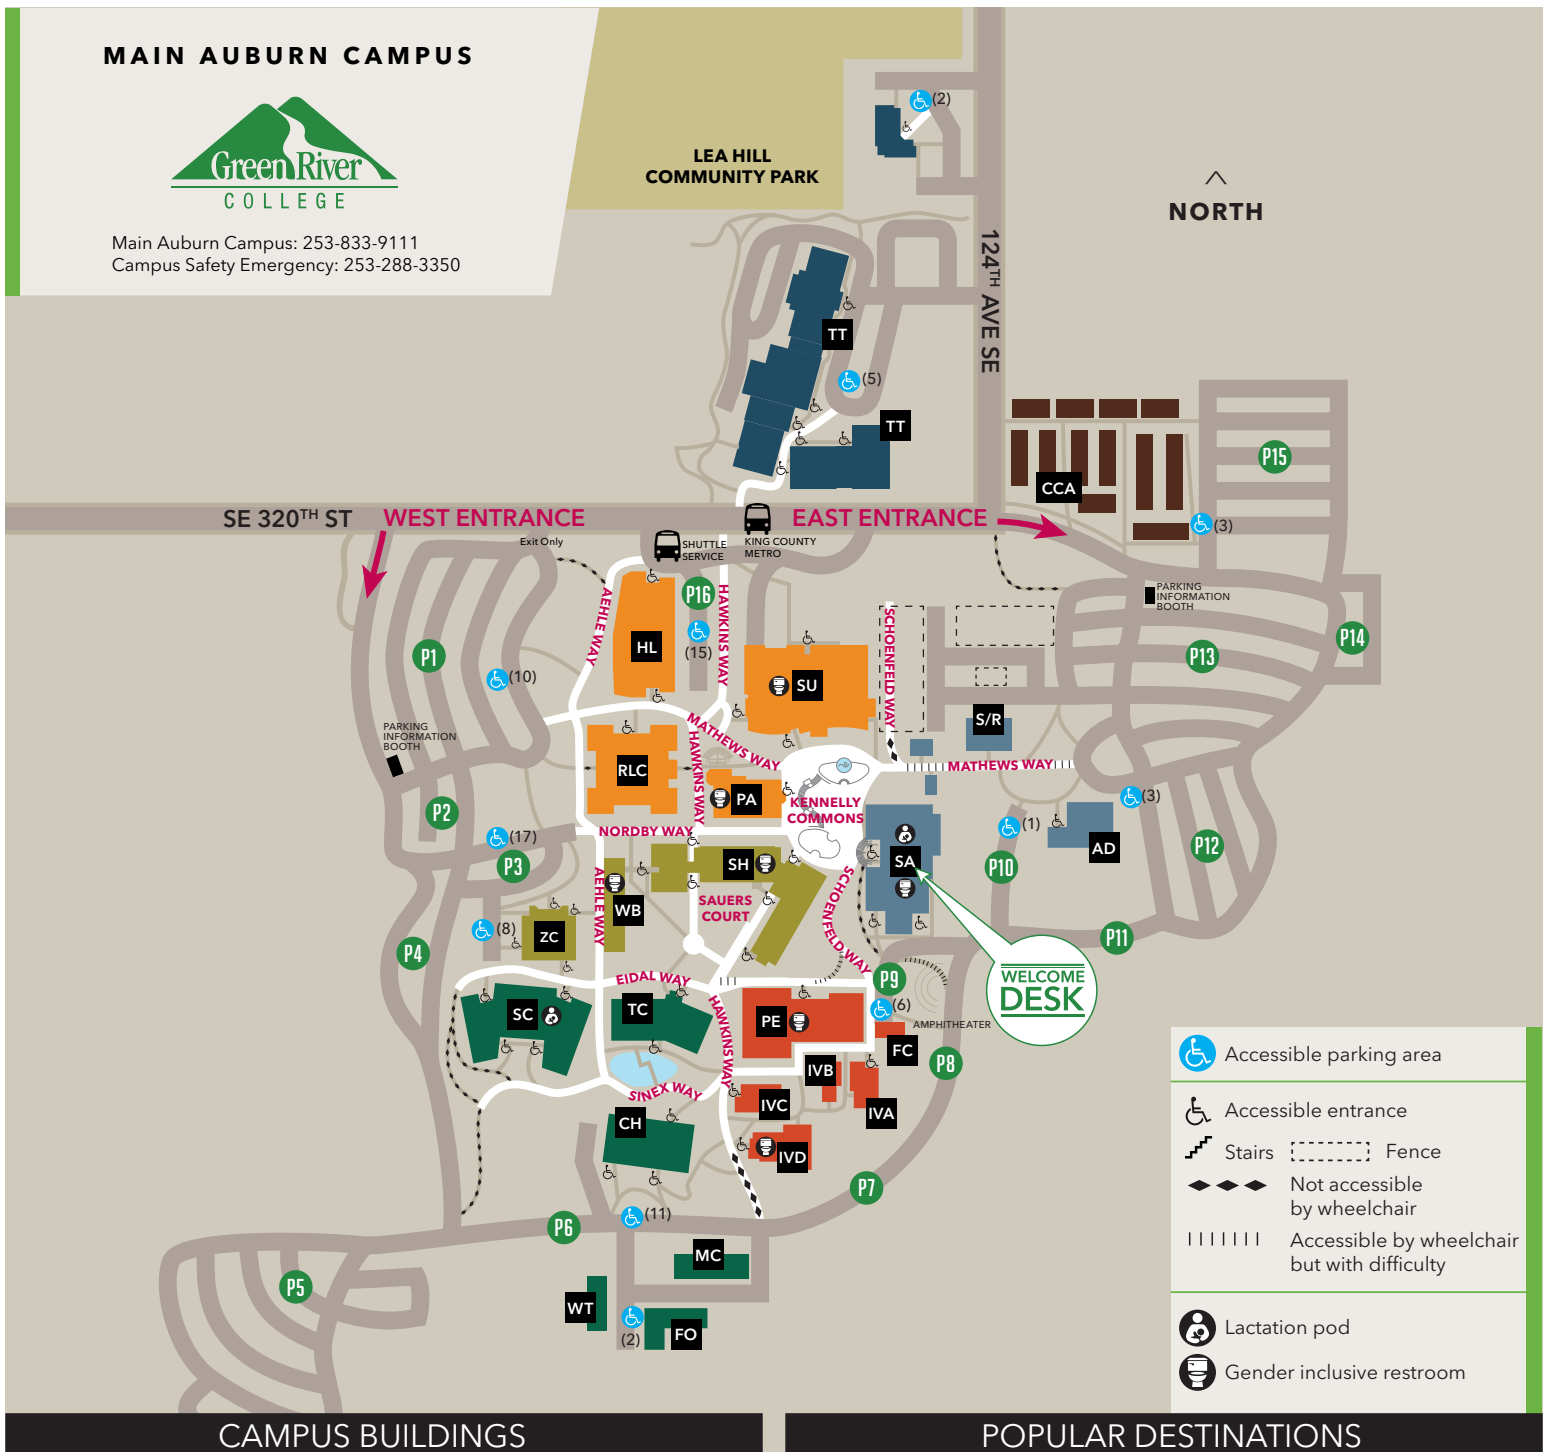 MAIN AUBURN CAMPUS
Green River
COLLEGE
Main Auburn Campus: 253-833-9111
Campus Safety Emergency: 253-288-3350
LEA HILL
COMMUNITY PARK
(2)
NORTH
124TH AVE SE
TT
(5)
TT
P15
CCA
SE 320TH ST
WEST ENTRANCE
EAST ENTRANCE
(3)
Exit Only
SHUTTLE
SERVICE
KING COUNTY
METRO
PARKING
INFORMATION
BOOTH
AEHLE WAY
P16
HAWKINS WAY
SCHOENFELD WAY
(15)
HL
P1
(10)
SU
P13
P14
PARKING
INFORMATION
BOOTH
MATHEWS WAY
S/R
HAWKINS WAY
RLC
MATHEWS WAY
PA
KENNELLY
COMMONS
(3)
P2
(17)
NORDBY WAY
(1)
AD
P12
P3
AEHLE WAY
SH
SA
P10
SCHOENFELD WAY
WB
SAUERS
COURT
(8)
ZC
P4
P11
EIDAL WAY
P9
WELCOME
DESK
SC
TC
HAWKINS WAY
PE
(6)
AMPHITHEATER
FC
P8
IVB
SINEX WAY
IVC
IVA
CH
IVD
P7
P6
(11)
MC
P5
WT
(2)
FO
Accessible parking area
Accessible entrance
Stairs
Fence
Not accessible
by wheelchair
Accessible by wheelchair
but with difficulty
Lactation pod
Gender inclusive restroom
CAMPUS BUILDINGS
POPULAR DESTINATIONS